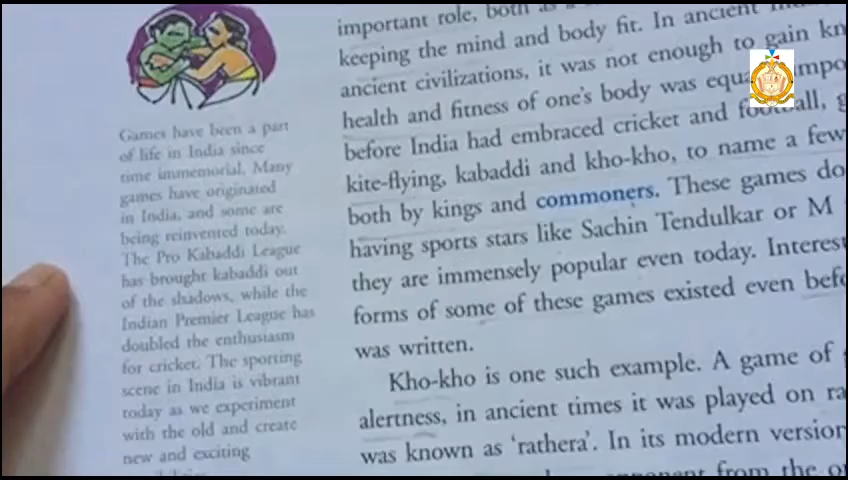 Games have been a part
of life in India since
time immemorial. Many
games have originated
in India, and some are
being reinvented today.
The Pro Kabaddi League
has brought kabaddi out
of the shadows, while the
Indian Premier League has
doubled the enthusiasm
for cricket. The sporting
scene in India is vibrant
today as we experiment
with the old and create
new and exciting
important role, both as a
keeping the mind and body fit. In ancient
ancient civilizations, it was not enough to gain
health and fitness of one's body was
before India had embraced cricket and football,
kite-flying, kabaddi and kho-kho, to name a few
both by kings and commoners. These games
having sports stars like Sachin Tendulkar or M
they are immensely popular even today.
forms of some of these games existed even
was written.
Kho-kho is one such example. A game of
alertness, in ancient times it was played on
was known as 'rathera'. In its modern version
opponent from the